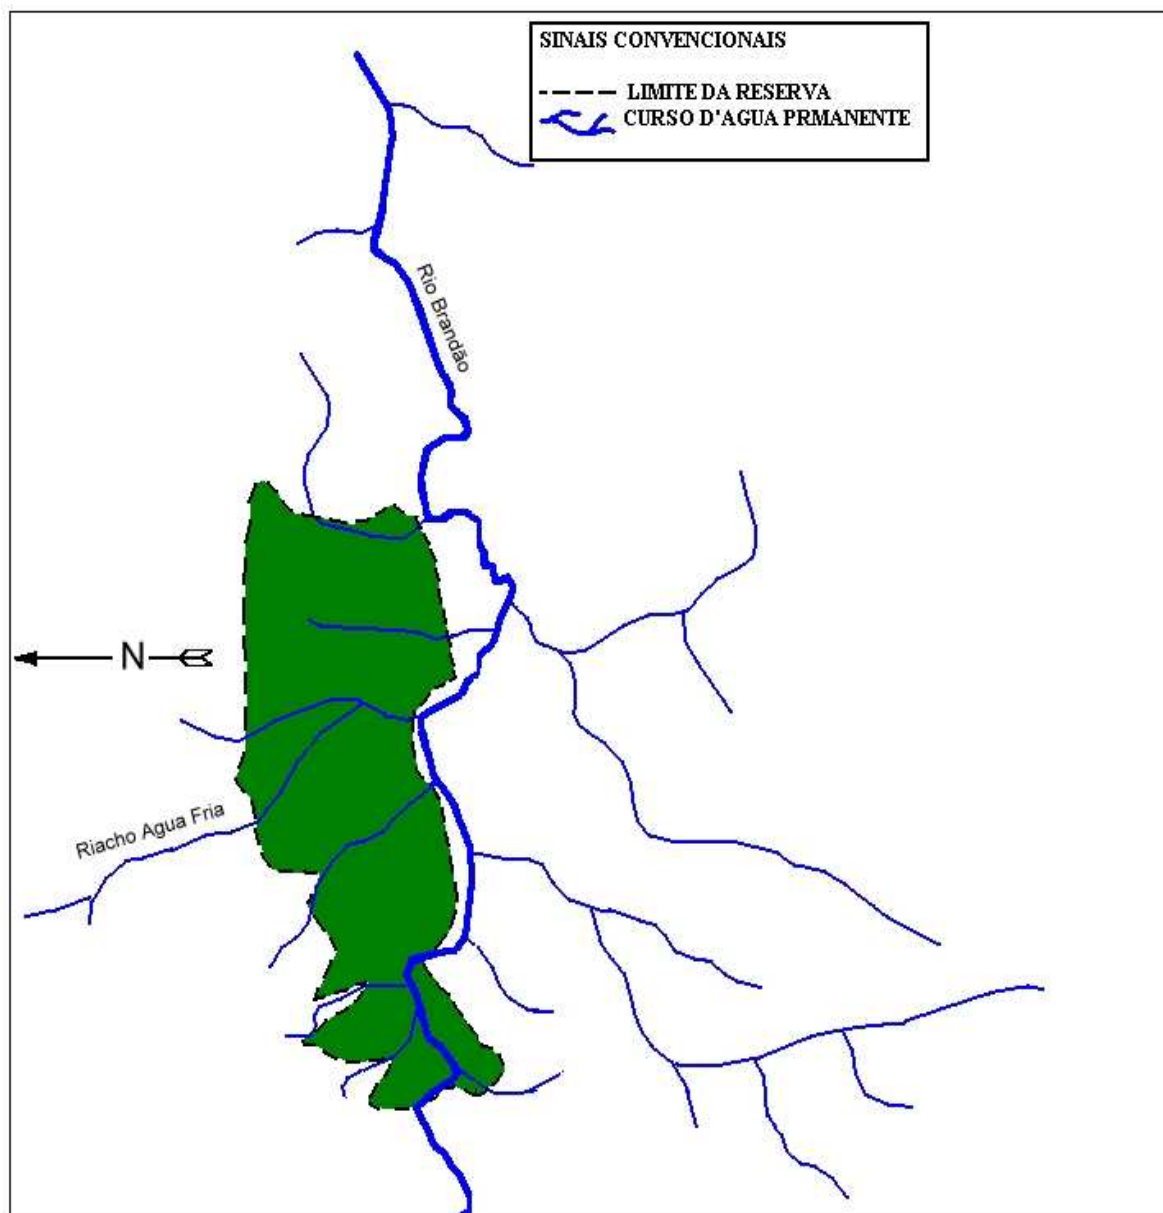 SINAIS CONVENCIONAIS
LIMITE DA RESERVA
CURSO D'AGUA PRMANENTE
Rio Brandão
N
Riacho Agua Fria